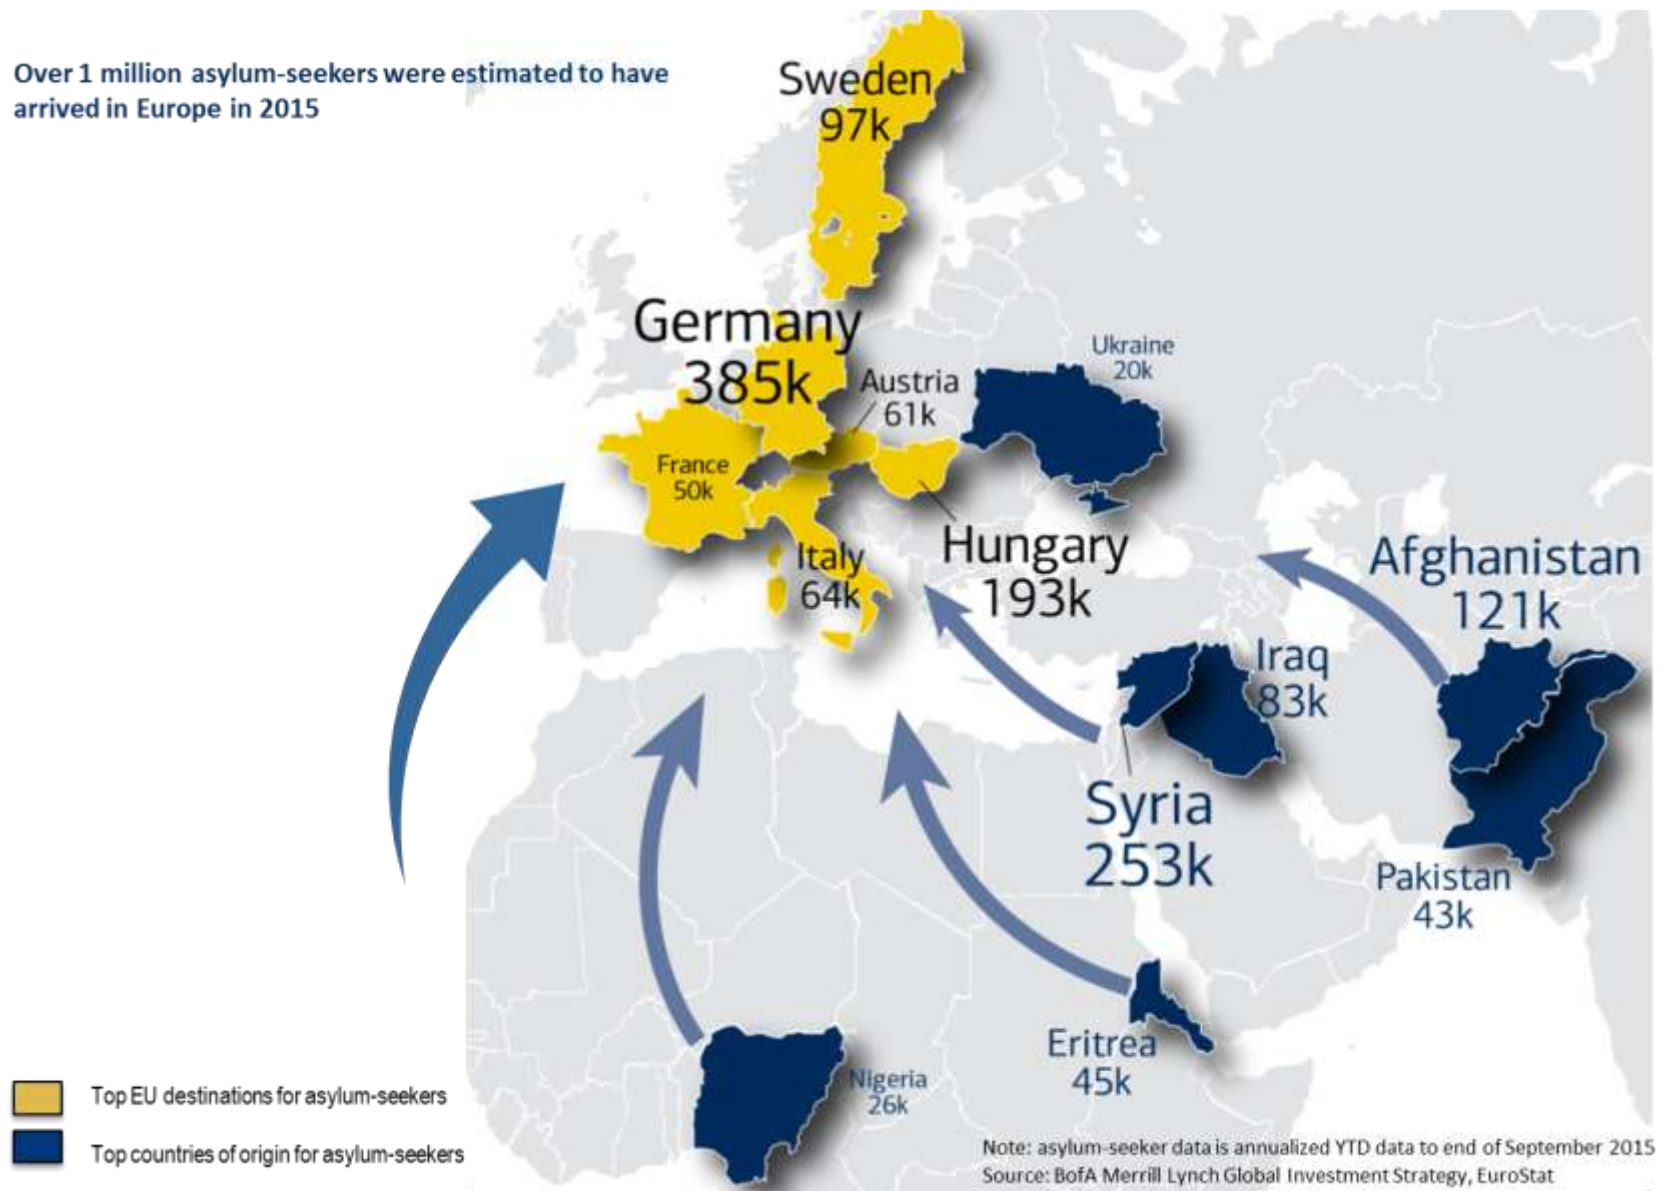 Over 1 million asylum-seekers were estimated to have
arrived in Europe in 2015
Sweden
97k
Germany
385k
Austria
61k
Ukraine
20k
France
50k
Italy
64k
Hungary
193k
Afghanistan
121k
Iraq
83k
Syria
253k
Pakistan
43k
Eritrea
45k
Nigeria
26k
Top EU destinations for asylum-seekers
Top countries of origin for asylum-seekers
Note: asylum-seeker data is annualized YTD data to end of September 2015
Source: BofA Merrill Lynch Global Investment Strategy, EuroStat